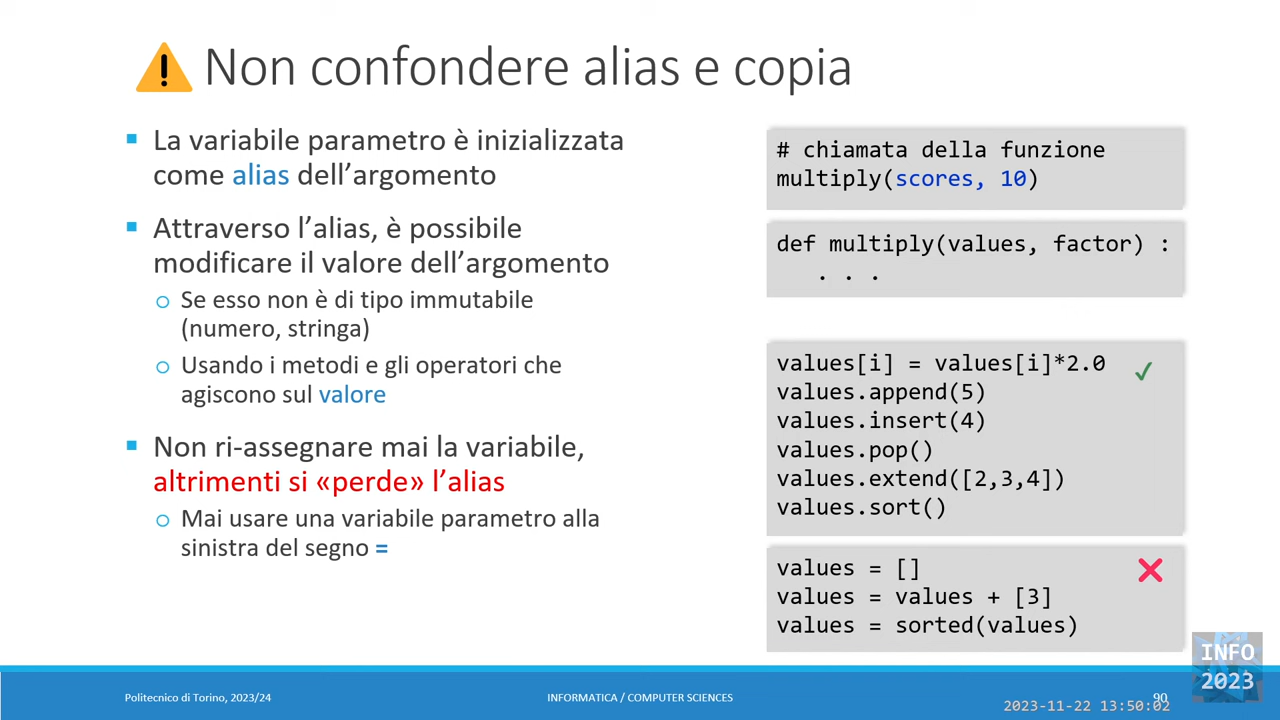 Non confondere alias e copia
La variabile parametro è inizializzata
come alias dell’argomento
Attraverso l’alias, è possibile
modificare il valore dell’argomento
Se esso non è di tipo immutabile
(numero, stringa)
Usando i metodi e gli operatori che
agiscono sul valore
Non ri-assegnare mai la variabile,
altrimenti si «perde» l’alias
Mai usare una variabile parametro alla
sinistra del segno =
# chiamata della funzione
multiply(scores, 10)
def multiply(values, factor) :
. . .
values[i] = values[i]*2.0
values.append(5)
values.insert(4)
values.pop()
values.extend([2,3,4])
values.sort()
values = []
values = values + [3]
values = sorted(values)
INFO
2023
Politecnico di Torino, 2023/24
INFORMATICA / COMPUTER SCIENCES
90
2023-11-22 13:50:02